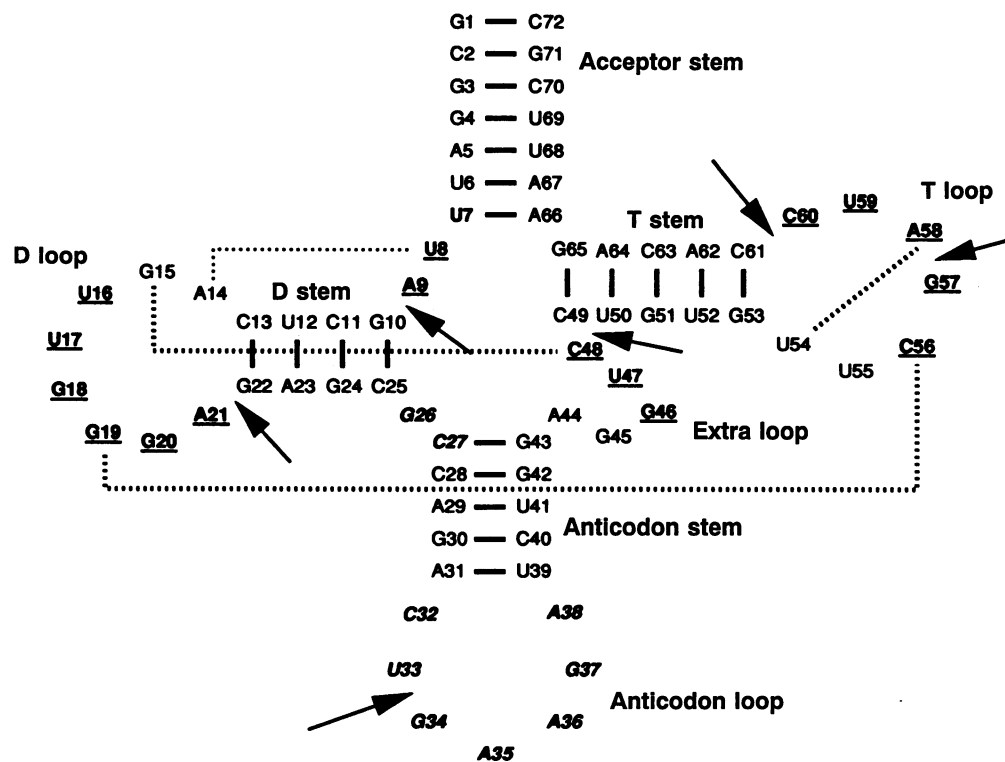 G1 C72
C2 G71
Acceptor stem
G3 C70
G4 U69
A5 U68
U6 A67
U7 A66
T stem
C60 U59
T loop
A58
G57
D loop
G15
U8
G65 A64 C63 A62 C61
U16
A14
D stem
A9
C13 U12 C11 G10
C49 U50 G51 U52 G53
U17
C48
U54
C56
U55
G22 A23 G24 C25
U47
G18
A21
G26
A44
G46
G45
Extra loop
G19 G20
C27 G43
C28 G42
A29 U41
Anticodon stem
G30 C40
A31 U39
C32 A38
U33 G37
Anticodon loop
G34 A36
A35